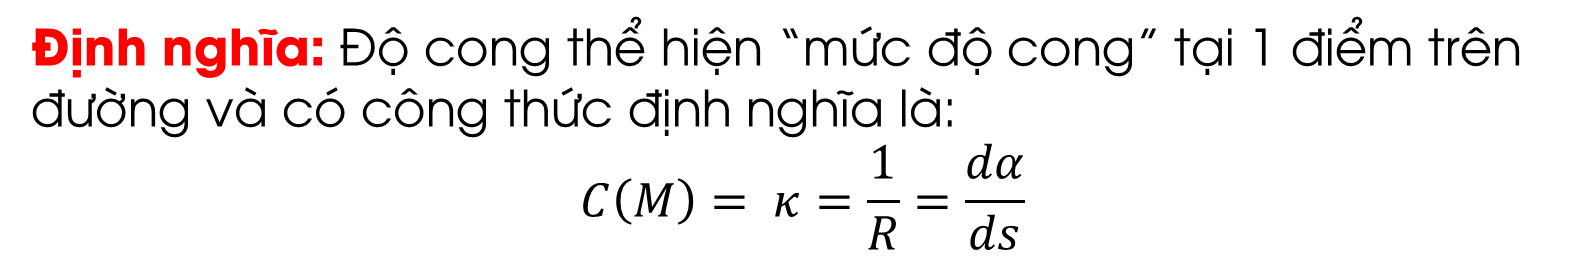 Định nghĩa: Độ cong thể hiện “mức độ cong” tại 1 điểm trên
đường và có công thức định nghĩa là:
C(M) = κ = 1/R = dα/ds